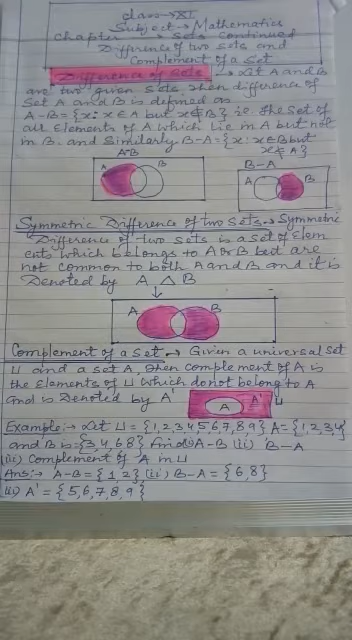 class→XI
Subject→Mathematics
Chapter → Sets continued
Difference of two sets and
Complement of a Set
Difference of Sets → Let A and B
are two given sets then difference of
Set A and B is defined as
A-B={x:x∈A but x∉B} i.e. the set of
all Elements of A which lie in A but not
in B. and Similarly B-A={x:x∈B but
x∉A}
A-B
A B
B-A
A B
Symmetric Difference of two sets→Symmetric
Difference of two sets is a set of Elem
ents which belongs to A or B but are
not common to both A and B and it is
Denoted by A △ B
↓
A B
Complement of a set → Given a universal set
U and a set A, then complement of A is
the elements of U which do not belong to A
and is Denoted by A'
A A' U
Example:→ Let U={1,2,3,4,5,6,7,8,9} A={1,2,3,4}
and B is={3,4,6,8} find A-B (ii) B-A
(iii) Complement of A in U
Ans:→ A-B={1,2} (ii) B-A={6,8}
(iii) A'={5,6,7,8,9}